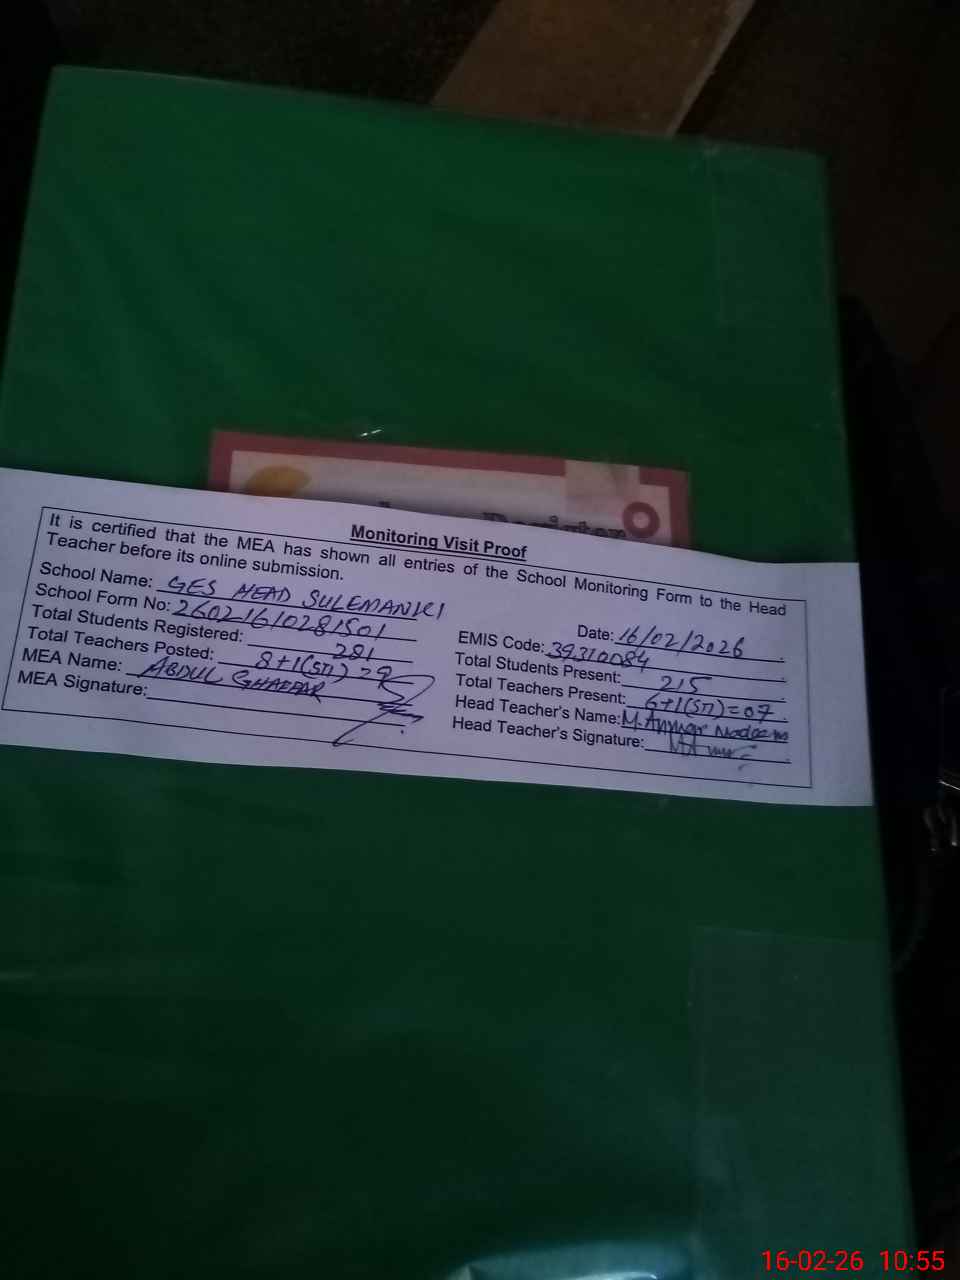 Register
Monitoring Visit Proof
It is certified that the MEA has shown all entries of the School Monitoring Form to the Head
Teacher before its online submission.
Date: 16/02/2026
School Name: GES HEAD SULEMANKI
EMIS Code: 39310084
School Form No: 26021610281501
Total Students Present: 215
Total Students Registered: 281
Total Teachers Present: 6+1(STI)=07
Total Teachers Posted: 8+1(STI)=9
Head Teacher's Name: M. Nadeem
MEA Name: ABDUL GHAFFAR
Head Teacher's Signature:
MEA Signature:
16-02-26 10:55